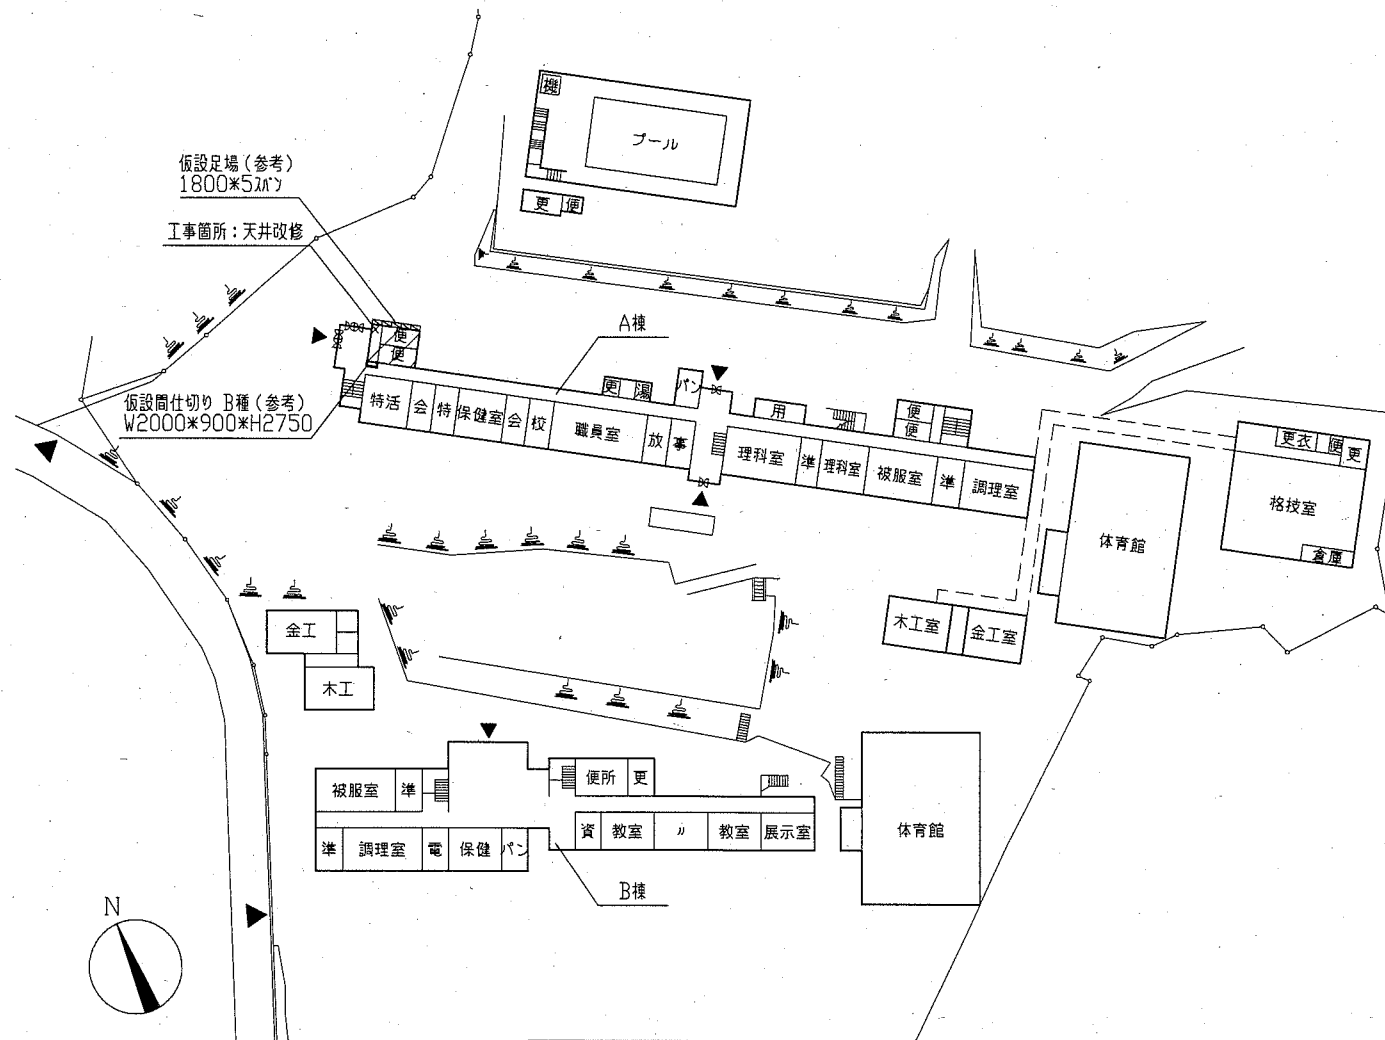 機
プール
更 便
仮設足場(参考)
1800*5スパン
工事箇所:天井改修
便
便
A棟
仮設間仕切り B種(参考)
W2000*900*H2750
更 湯
パン
用
便
便
特活 会 特 保健室 会 校 職員室 放 事
理科室 準 理科室 被服室 準 調理室
更衣 便 更
格技室
倉庫
体育館
木工室 金工室
金工
木工
被服室 準
便所 更
準 調理室 電 保健 パン
資 教室 〃 教室 展示室
体育館
B棟
N